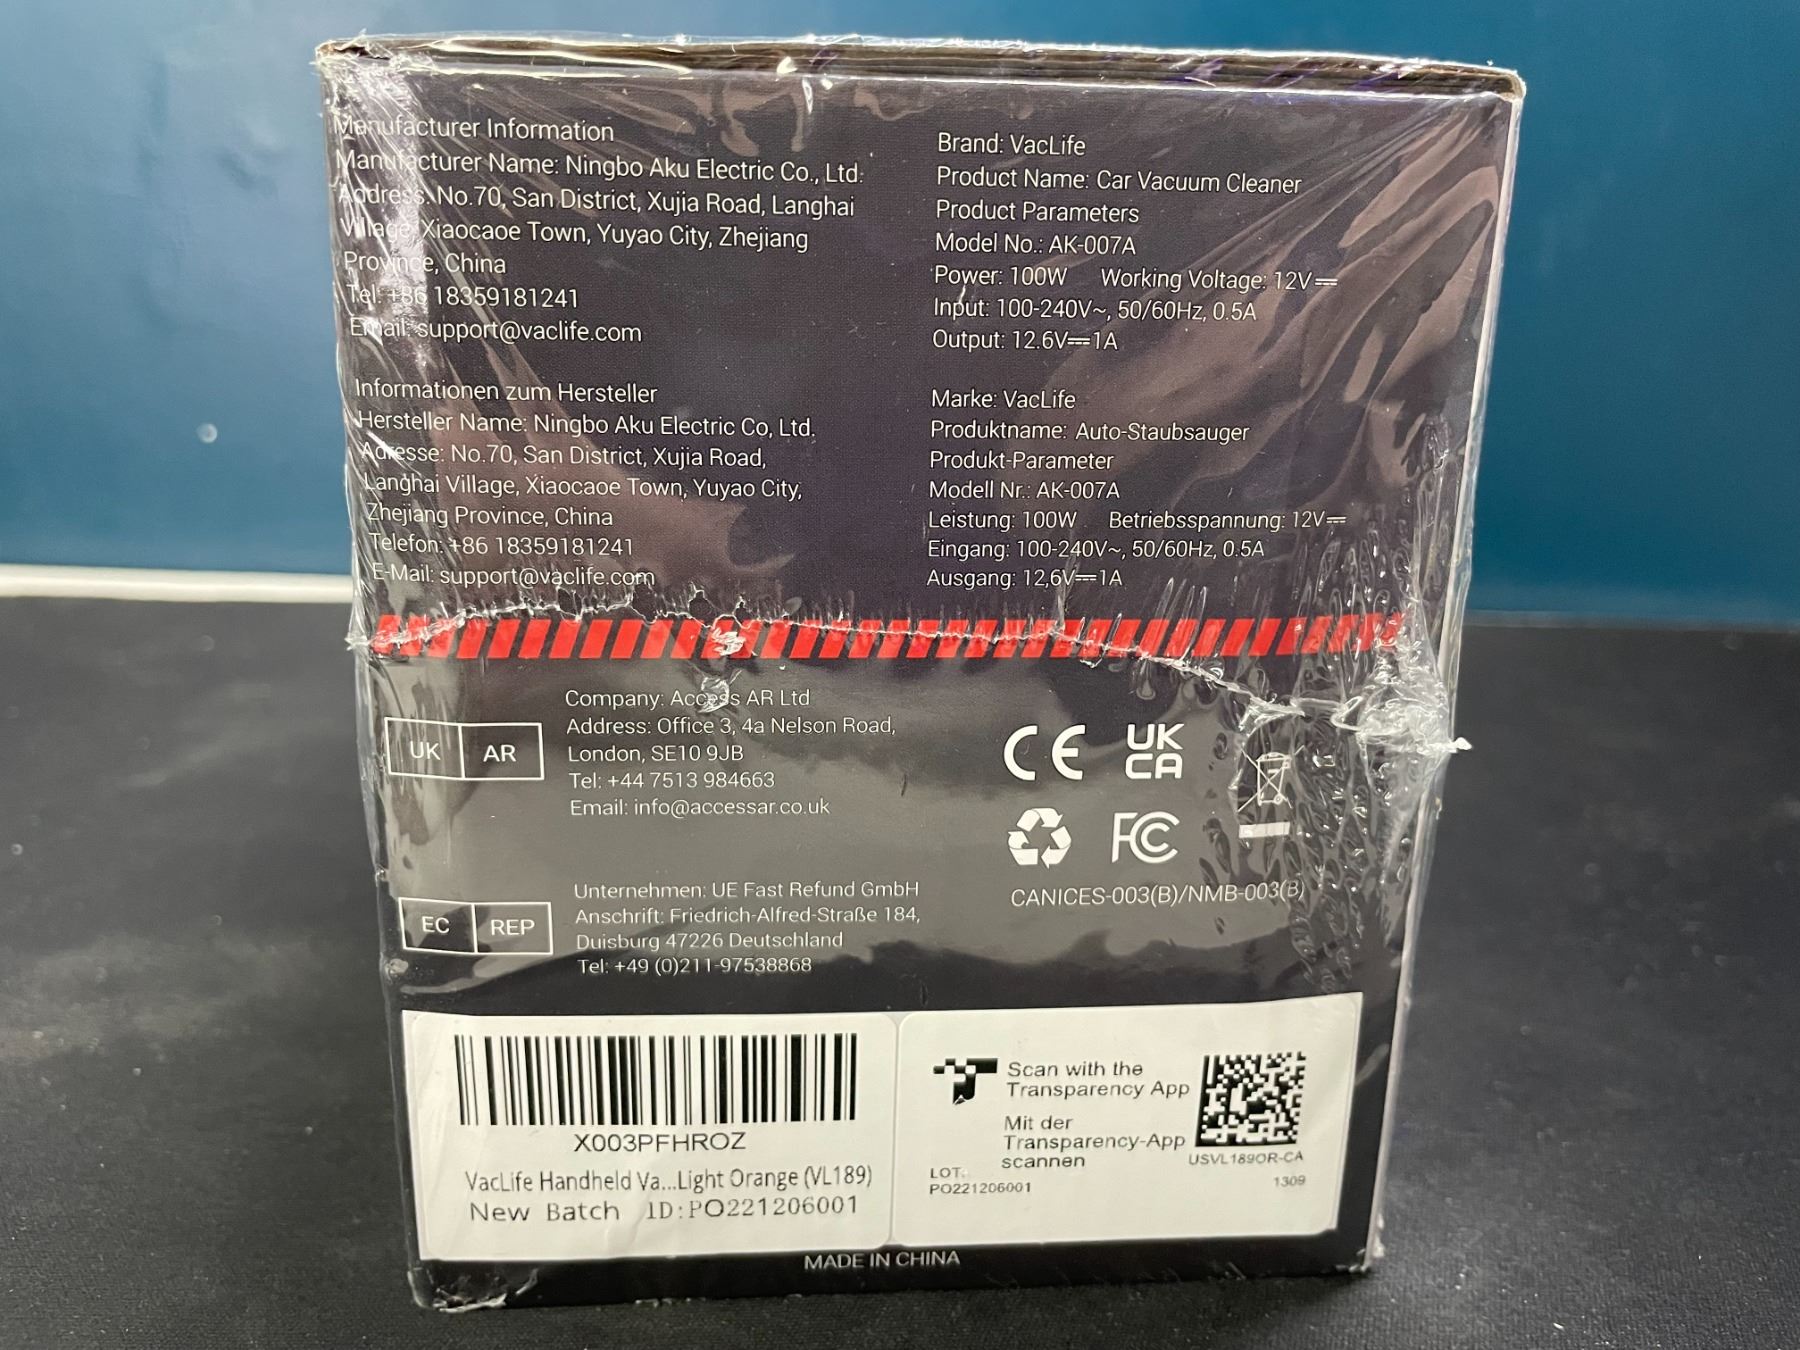 Manufacturer Information
Manufacturer Name: Ningbo Aku Electric Co., Ltd.
Address: No.70, San District, Xujia Road, Langhai
Village, Xiaocaoe Town, Yuyao City, Zhejiang
Province, China
Tel: +86 18359181241
Email: support@vaclife.com
Brand: VacLife
Product Name: Car Vacuum Cleaner
Product Parameters
Model No.: AK-007A
Power: 100W Working Voltage: 12V⎓
Input: 100-240V~, 50/60Hz, 0.5A
Output: 12.6V⎓1A
Informationen zum Hersteller
Hersteller Name: Ningbo Aku Electric Co, Ltd.
Adresse: No.70, San District, Xujia Road,
Langhai Village, Xiaocaoe Town, Yuyao City,
Zhejiang Province, China
Telefon: +86 18359181241
E-Mail: support@vaclife.com
Marke: VacLife
Produktname: Auto-Staubsauger
Produkt-Parameter
Modell Nr.: AK-007A
Leistung: 100W Betriebsspannung: 12V⎓
Eingang: 100-240V~, 50/60Hz, 0.5A
Ausgang: 12,6V⎓1A
UK AR
Company: Access AR Ltd
Address: Office 3, 4a Nelson Road,
London, SE10 9JB
Tel: +44 7513 984663
Email: info@accessar.co.uk
CE UK
CA
FC
CANICES-003(B)/NMB-003(B)
EC REP
Unternehmen: UE Fast Refund GmbH
Anschrift: Friedrich-Alfred-Straße 184,
Duisburg 47226 Deutschland
Tel: +49 (0)211-97538868
X003PFHROZ
VacLife Handheld Va...Light Orange (VL189)
New Batch ID:PO221206001
Scan with the
Transparency App
Mit der
Transparency-App
scannen
LOT:
PO221206001
USVL189OR-CA
1309
MADE IN CHINA